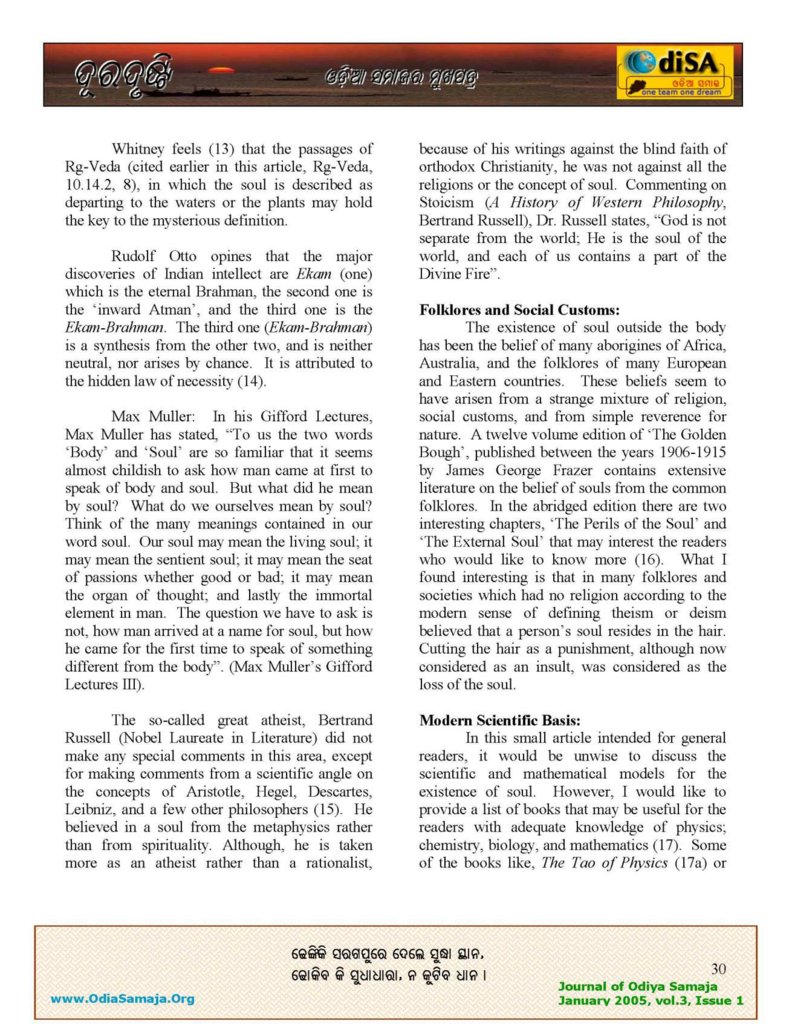 ଦୂରଦୃଷ୍ଟି
ଓଡ଼ିଆ ସମାଜର ମୁଖପତ୍ର
OdiSA
ଓଡ଼ିଆ ସମାଜ
one team one dream
Whitney feels (13) that the passages of
Rg-Veda (cited earlier in this article, Rg-Veda,
10.14.2, 8), in which the soul is described as
departing to the waters or the plants may hold
the key to the mysterious definition.
Rudolf Otto opines that the major
discoveries of Indian intellect are Ekam (one)
which is the eternal Brahman, the second one is
the ‘inward Atman’, and the third one is the
Ekam-Brahman. The third one (Ekam-Brahman)
is a synthesis from the other two, and is neither
neutral, nor arises by chance. It is attributed to
the hidden law of necessity (14).
Max Muller: In his Gifford Lectures,
Max Muller has stated, “To us the two words
‘Body’ and ‘Soul’ are so familiar that it seems
almost childish to ask how man came at first to
speak of body and soul. But what did he mean
by soul? What do we ourselves mean by soul?
Think of the many meanings contained in our
word soul. Our soul may mean the living soul; it
may mean the sentient soul; it may mean the seat
of passions whether good or bad; it may mean
the organ of thought; and lastly the immortal
element in man. The question we have to ask is
not, how man arrived at a name for soul, but how
he came for the first time to speak of something
different from the body”. (Max Muller’s Gifford
Lectures III).
The so-called great atheist, Bertrand
Russell (Nobel Laureate in Literature) did not
make any special comments in this area, except
for making comments from a scientific angle on
the concepts of Aristotle, Hegel, Descartes,
Leibniz, and a few other philosophers (15). He
believed in a soul from the metaphysics rather
than from spirituality. Although, he is taken
more as an atheist rather than a rationalist,
because of his writings against the blind faith of
orthodox Christianity, he was not against all the
religions or the concept of soul. Commenting on
Stoicism (A History of Western Philosophy,
Bertrand Russell), Dr. Russell states, “God is not
separate from the world; He is the soul of the
world, and each of us contains a part of the
Divine Fire”.
Folklores and Social Customs:
The existence of soul outside the body
has been the belief of many aborigines of Africa,
Australia, and the folklores of many European
and Eastern countries. These beliefs seem to
have arisen from a strange mixture of religion,
social customs, and from simple reverence for
nature. A twelve volume edition of ‘The Golden
Bough’, published between the years 1906-1915
by James George Frazer contains extensive
literature on the belief of souls from the common
folklores. In the abridged edition there are two
interesting chapters, ‘The Perils of the Soul’ and
‘The External Soul’ that may interest the readers
who would like to know more (16). What I
found interesting is that in many folklores and
societies which had no religion according to the
modern sense of defining theism or deism
believed that a person’s soul resides in the hair.
Cutting the hair as a punishment, although now
considered as an insult, was considered as the
loss of the soul.
Modern Scientific Basis:
In this small article intended for general
readers, it would be unwise to discuss the
scientific and mathematical models for the
existence of soul. However, I would like to
provide a list of books that may be useful for the
readers with adequate knowledge of physics;
chemistry, biology, and mathematics (17). Some
of the books like, The Tao of Physics (17a) or
ଢେଙ୍କିକି ସରଗପୁରେ ଦେଲେ ସୁଦ୍ଧା ସ୍ଥାନ,
ଢୋକିବ କି ସୁଧାଧାରା, ନ କୁଟିବ ଧାନ ।
30
www.OdiaSamaja.Org
Journal of Odiya Samaja
January 2005, vol.3, Issue 1